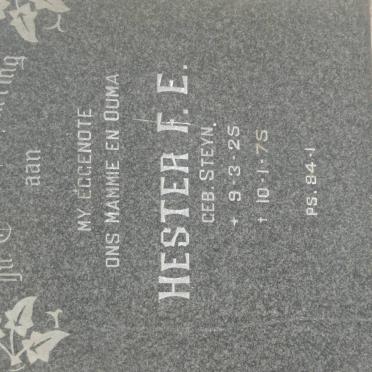 aan
MY EGGENOTE
ONS MAMMIE EN OUMA
HESTER F. E.
GEB. STEYN.
* 9·3·25
† 10·1·75
PS. 84·1